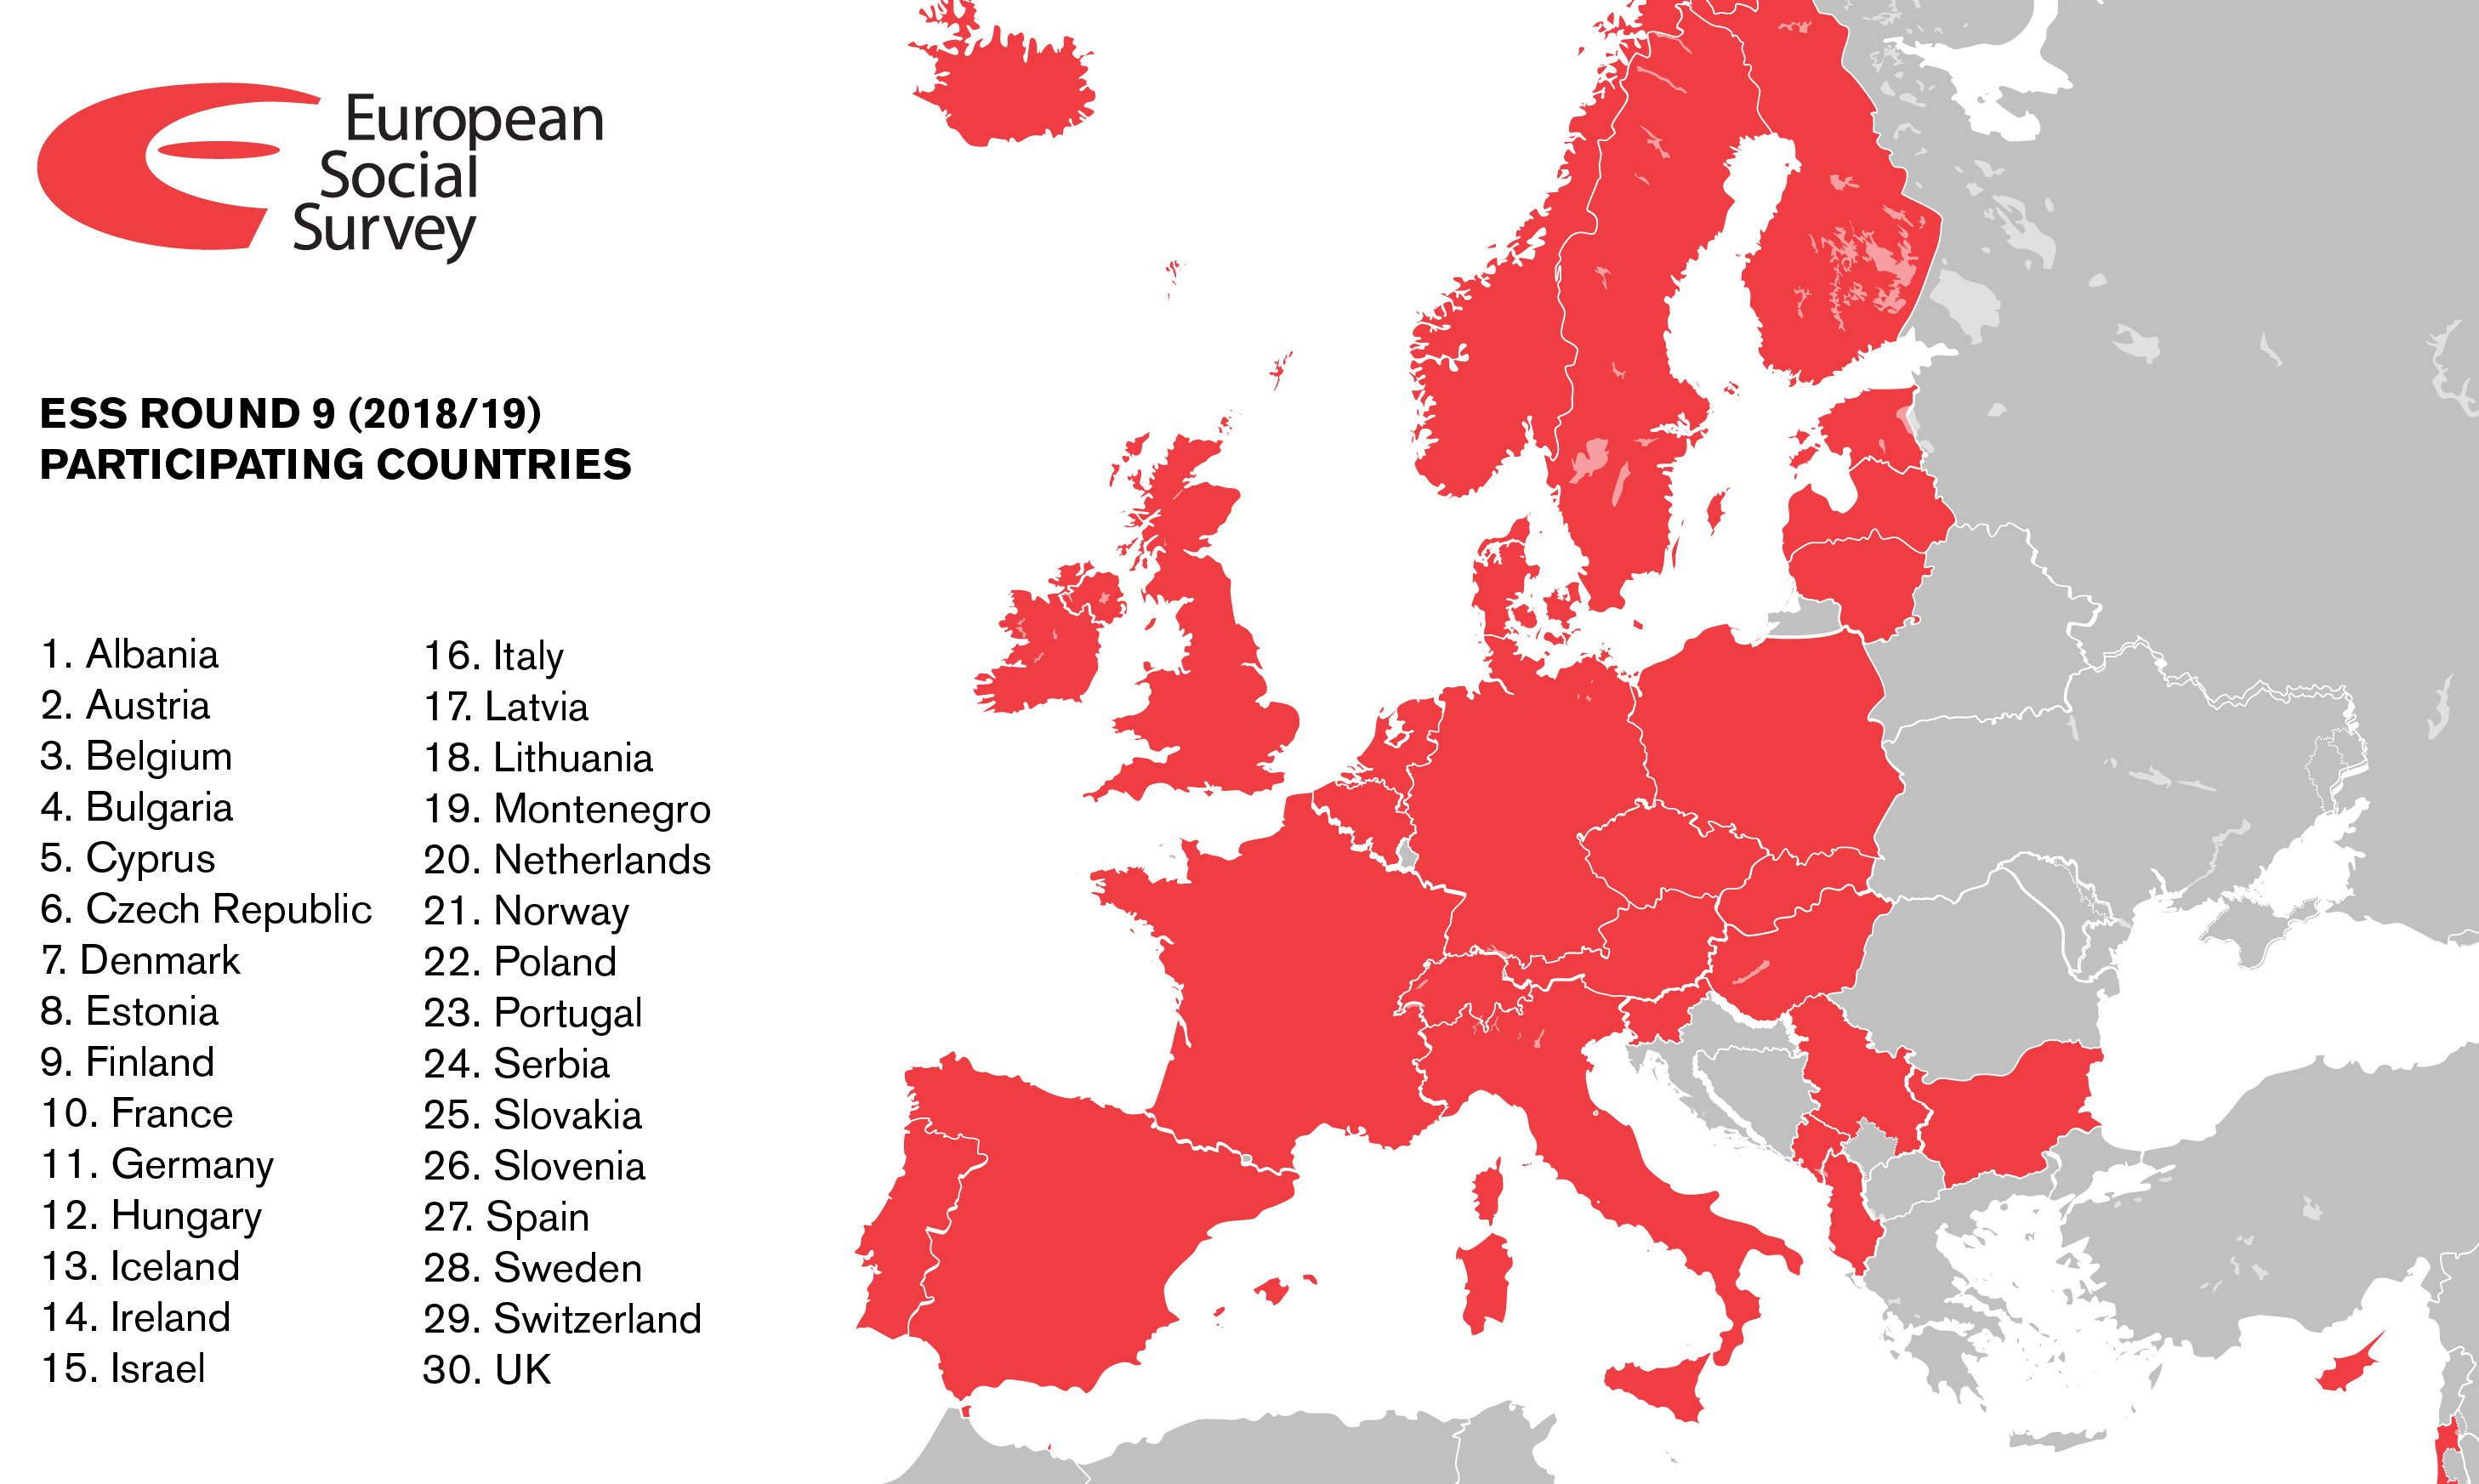 European
Social
Survey
ESS ROUND 9 (2018/19)
PARTICIPATING COUNTRIES
1. Albania
2. Austria
3. Belgium
4. Bulgaria
5. Cyprus
6. Czech Republic
7. Denmark
8. Estonia
9. Finland
10. France
11. Germany
12. Hungary
13. Iceland
14. Ireland
15. Israel
16. Italy
17. Latvia
18. Lithuania
19. Montenegro
20. Netherlands
21. Norway
22. Poland
23. Portugal
24. Serbia
25. Slovakia
26. Slovenia
27. Spain
28. Sweden
29. Switzerland
30. UK